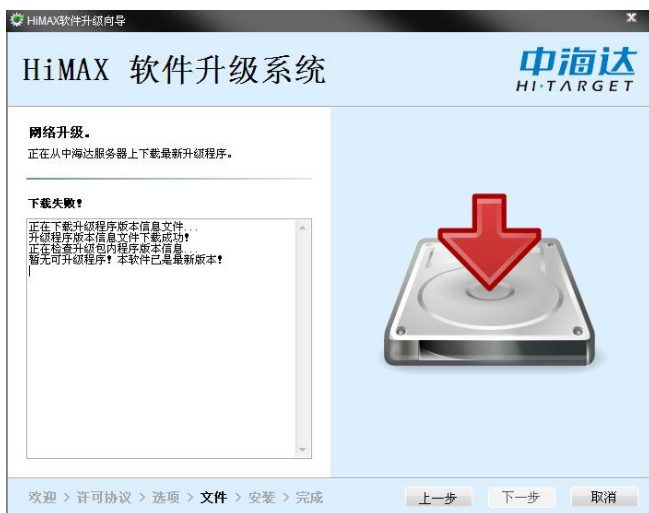 HiMAX软件升级向导
x
HiMAX 软件升级系统
中海达
HI·TARGET
网络升级。
正在从中海达服务器上下载最新升级程序。
下载失败!
正在下载升级程序版本信息文件...
升级程序版本信息文件下载成功!
正在检查升级包内程序版本信息...
暂无可升级程序! 本软件已是最新版本!
欢迎 > 许可协议 > 选项 > 文件 > 安装 > 完成
上一步 下一步 取消